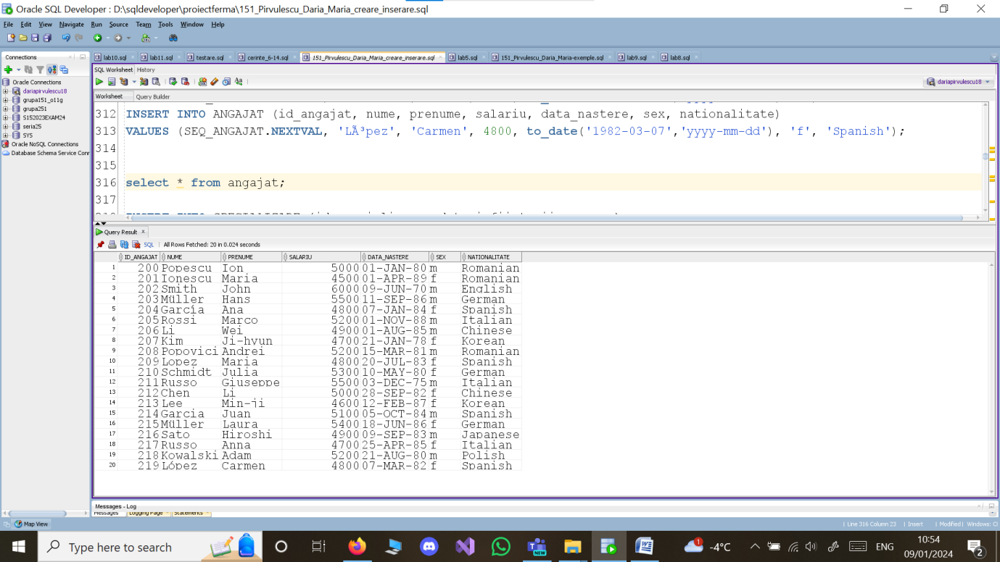 Oracle SQL Developer : D:\sqldeveloper\proiectferma\151_Pirvulescu_Daria_Maria_creare_inserare.sql
File Edit View Navigate Run Source Team Tools Window Help
Connections
lab10.sql lab11.sql testare.sql cerinte_6-14.sql 151_Pirvulescu_Daria_Maria_creare_inserare.sql lab5.sql 151_Pirvulescu_Daria_Maria-exemple.sql lab9.sql lab8.sql
Oracle Connections
dariapirvulescu18
grupa151_o11g
grupa251
S152023EXAM24
seria25
SYS
Oracle NoSQL Connections
Database Schema Service Conn
SQL Worksheet History
dariapirvulescu18
Worksheet Query Builder
312 INSERT INTO ANGAJAT (id_angajat, nume, prenume, salariu, data_nastere, sex, nationalitate)
313 VALUES (SEQ_ANGAJAT.NEXTVAL, 'LÃ³pez', 'Carmen', 4800, to_date('1982-03-07','yyyy-mm-dd'), 'f', 'Spanish');
314
315
316 select * from angajat;
317
Query Result
SQL | All Rows Fetched: 20 in 0.024 seconds
ID_ANGAJAT NUME PRENUME SALARIU DATA_NASTERE SEX NATIONALITATE
1 200 Popescu Ion 5000 01-JAN-80 m Romanian
2 201 Ionescu Maria 4500 01-APR-89 f Romanian
3 202 Smith John 6000 09-JUN-70 m English
4 203 Müller Hans 5500 11-SEP-86 m German
5 204 García Ana 4800 07-JAN-84 f Spanish
6 205 Rossi Marco 5200 01-NOV-88 m Italian
7 206 Li Wei 4900 01-AUG-85 m Chinese
8 207 Kim Ji-hyun 4700 21-JAN-78 f Korean
9 208 Popovici Andrei 5200 15-MAR-81 m Romanian
10 209 Lopez Maria 4800 20-JUL-83 f Spanish
11 210 Schmidt Julia 5300 10-MAY-80 f German
12 211 Russo Giuseppe 5500 03-DEC-75 m Italian
13 212 Chen Li 5000 28-SEP-82 f Chinese
14 213 Lee Min-ji 4600 12-FEB-87 f Korean
15 214 Garcia Juan 5100 05-OCT-84 m Spanish
16 215 Müller Laura 5400 18-JUN-86 f German
17 216 Sato Hiroshi 4900 09-SEP-83 m Japanese
18 217 Russo Anna 4700 25-APR-85 f Italian
19 218 Kowalski Adam 5200 21-AUG-80 m Polish
20 219 López Carmen 4800 07-MAR-82 f Spanish
Messages - Log
Messages Logging Page Statements
Map View
Line 316 Column 23 | Insert | Modified | Windows: C
Type here to search
NEW
1 -4°C
ENG
10:54
09/01/2024
2